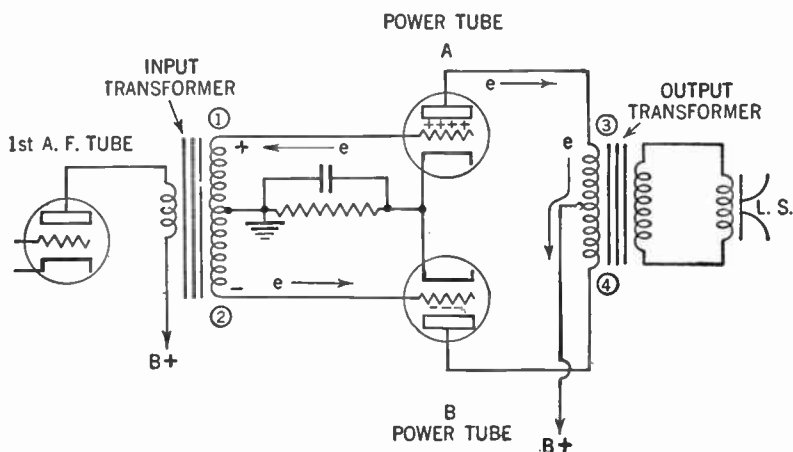 POWER TUBE
A
INPUT
TRANSFORMER
1st A. F. TUBE
e
OUTPUT
TRANSFORMER
①
+
e
++++
③
e
L. S.
e
-
②
④
B+
B
POWER TUBE
B+